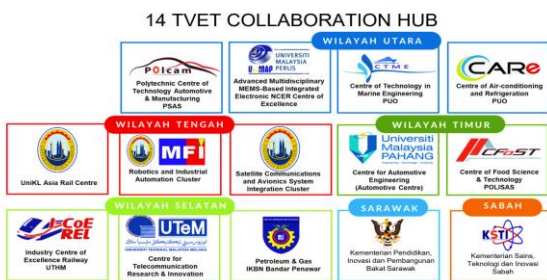 14 TVET COLLABORATION HUB
WILAYAH UTARA
POlcam
Polytechnic Centre of
Technology Automotive
& Manufacturing
PSAS
UNIVERSITI
MALAYSIA
PERLIS
Advanced Multidisciplinary
MEMS-Based Integrated
Electronic NCER Centre of
Excellence
CTME
Centre of Technology in
Marine Engineering
PUO
CARe
Centre of Air-conditioning
and Refrigeration
PUO
WILAYAH TENGAH
UniKL Asia Rail Centre
MFI
Robotics and Industrial
Automation Cluster
Satellite Communications
and Avionics System
Integration Cluster
WILAYAH TIMUR
Universiti
Malaysia
PAHANG
Centre for Automotive
Engineering
(Automotive Centre)
CFoST
Centre of Food Science
& Technology
POLISAS
WILAYAH SELATAN
I-CoE
REL
Industry Centre of
Excellence Railway
UTHM
UTeM
UNIVERSITI TEKNIKAL MALAYSIA MELAKA
Centre for
Telecommunication
Research & Innovation
Petroleum & Gas
IKBN Bandar Penawar
SARAWAK
Kementerian Pendidikan,
Inovasi dan Pembangunan
Bakat Sarawak
SABAH
KSTI
Kementerian Sains,
Teknologi dan Inovasi
Sabah